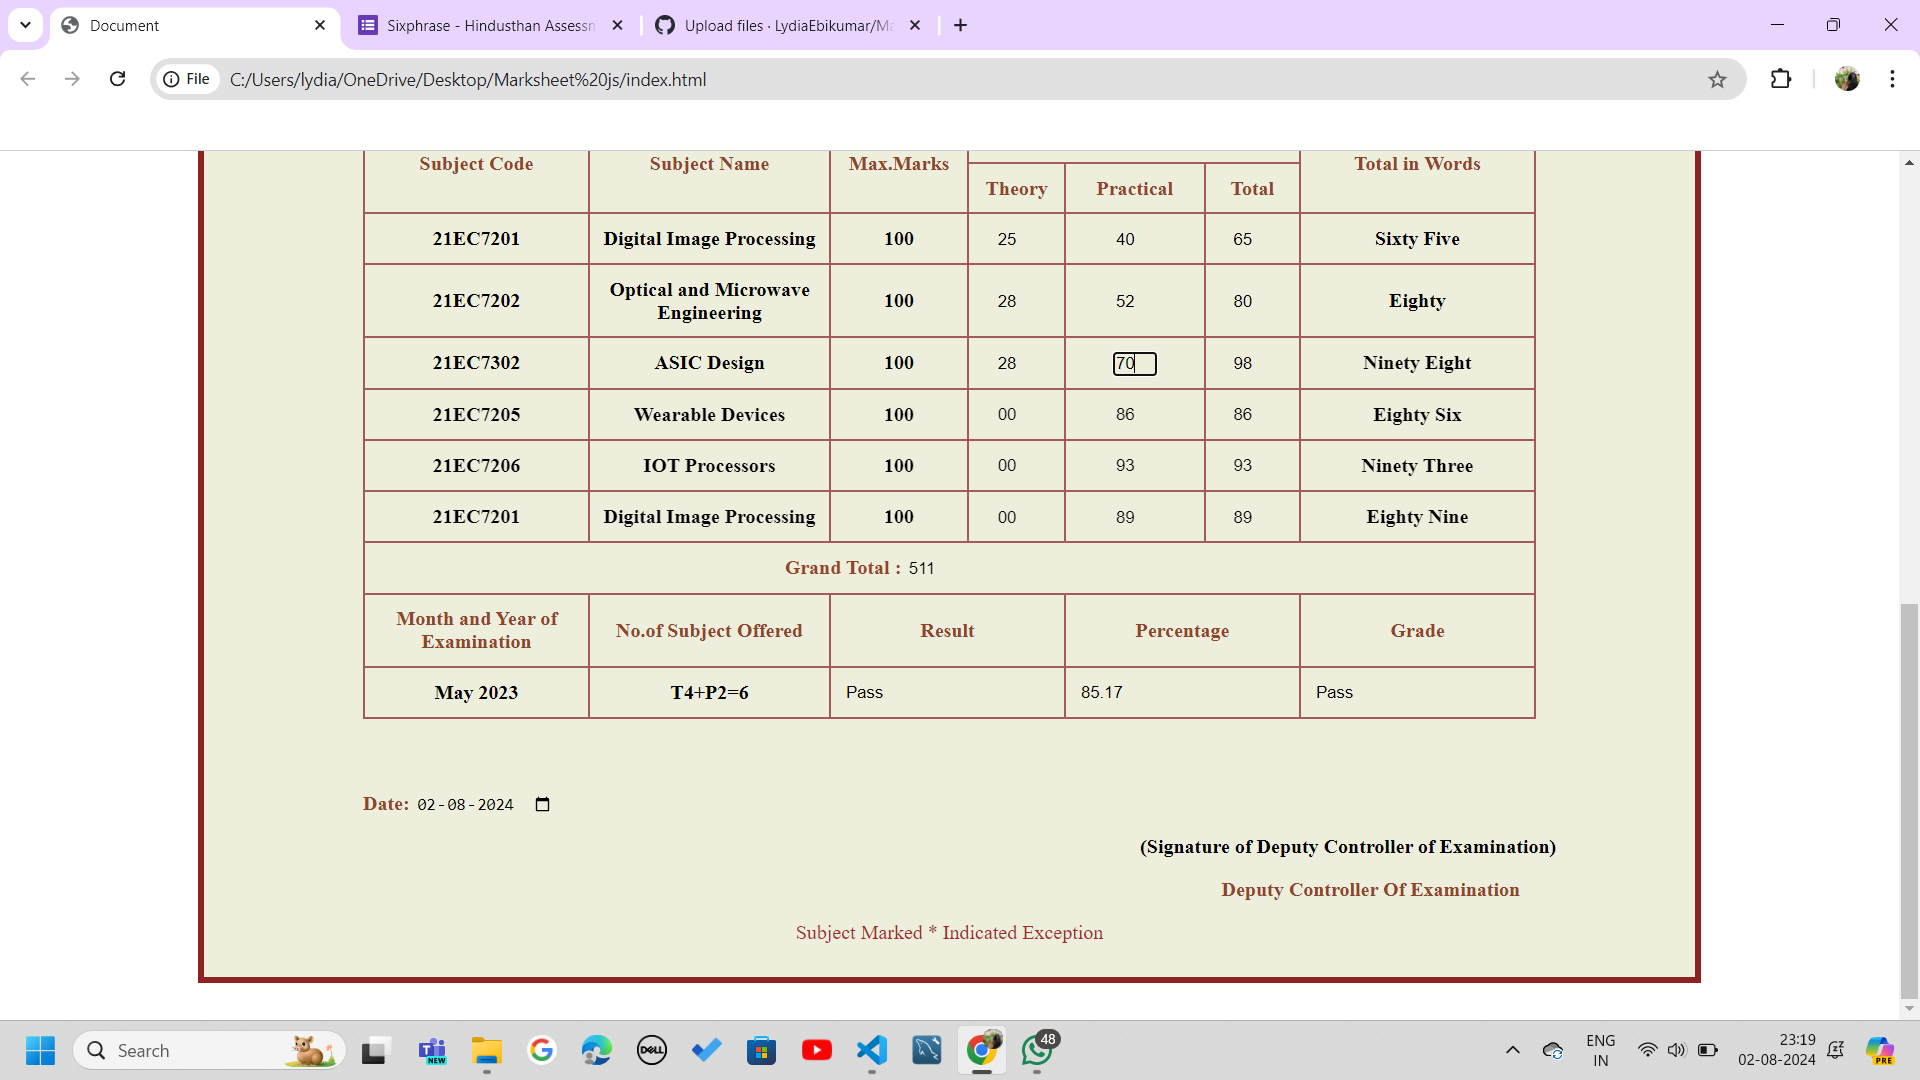 Document
Sixphrase - Hindusthan Assessm
Upload files · LydiaEbikumar/Ma
File
C:/Users/lydia/OneDrive/Desktop/Marksheet%20js/index.html
Subject Code Subject Name Max.Marks Total in Words
Theory Practical Total
21EC7201 Digital Image Processing 100 25 40 65 Sixty Five
21EC7202 Optical and Microwave Engineering 100 28 52 80 Eighty
21EC7302 ASIC Design 100 28 70 98 Ninety Eight
21EC7205 Wearable Devices 100 00 86 86 Eighty Six
21EC7206 IOT Processors 100 00 93 93 Ninety Three
21EC7201 Digital Image Processing 100 00 89 89 Eighty Nine
Grand Total : 511
Month and Year of Examination No.of Subject Offered Result Percentage Grade
May 2023 T4+P2=6 Pass 85.17 Pass
Date: 02-08-2024
(Signature of Deputy Controller of Examination)
Deputy Controller Of Examination
Subject Marked * Indicated Exception
Search
NEW
DELL
48
ENG
IN
23:19
02-08-2024
PRE